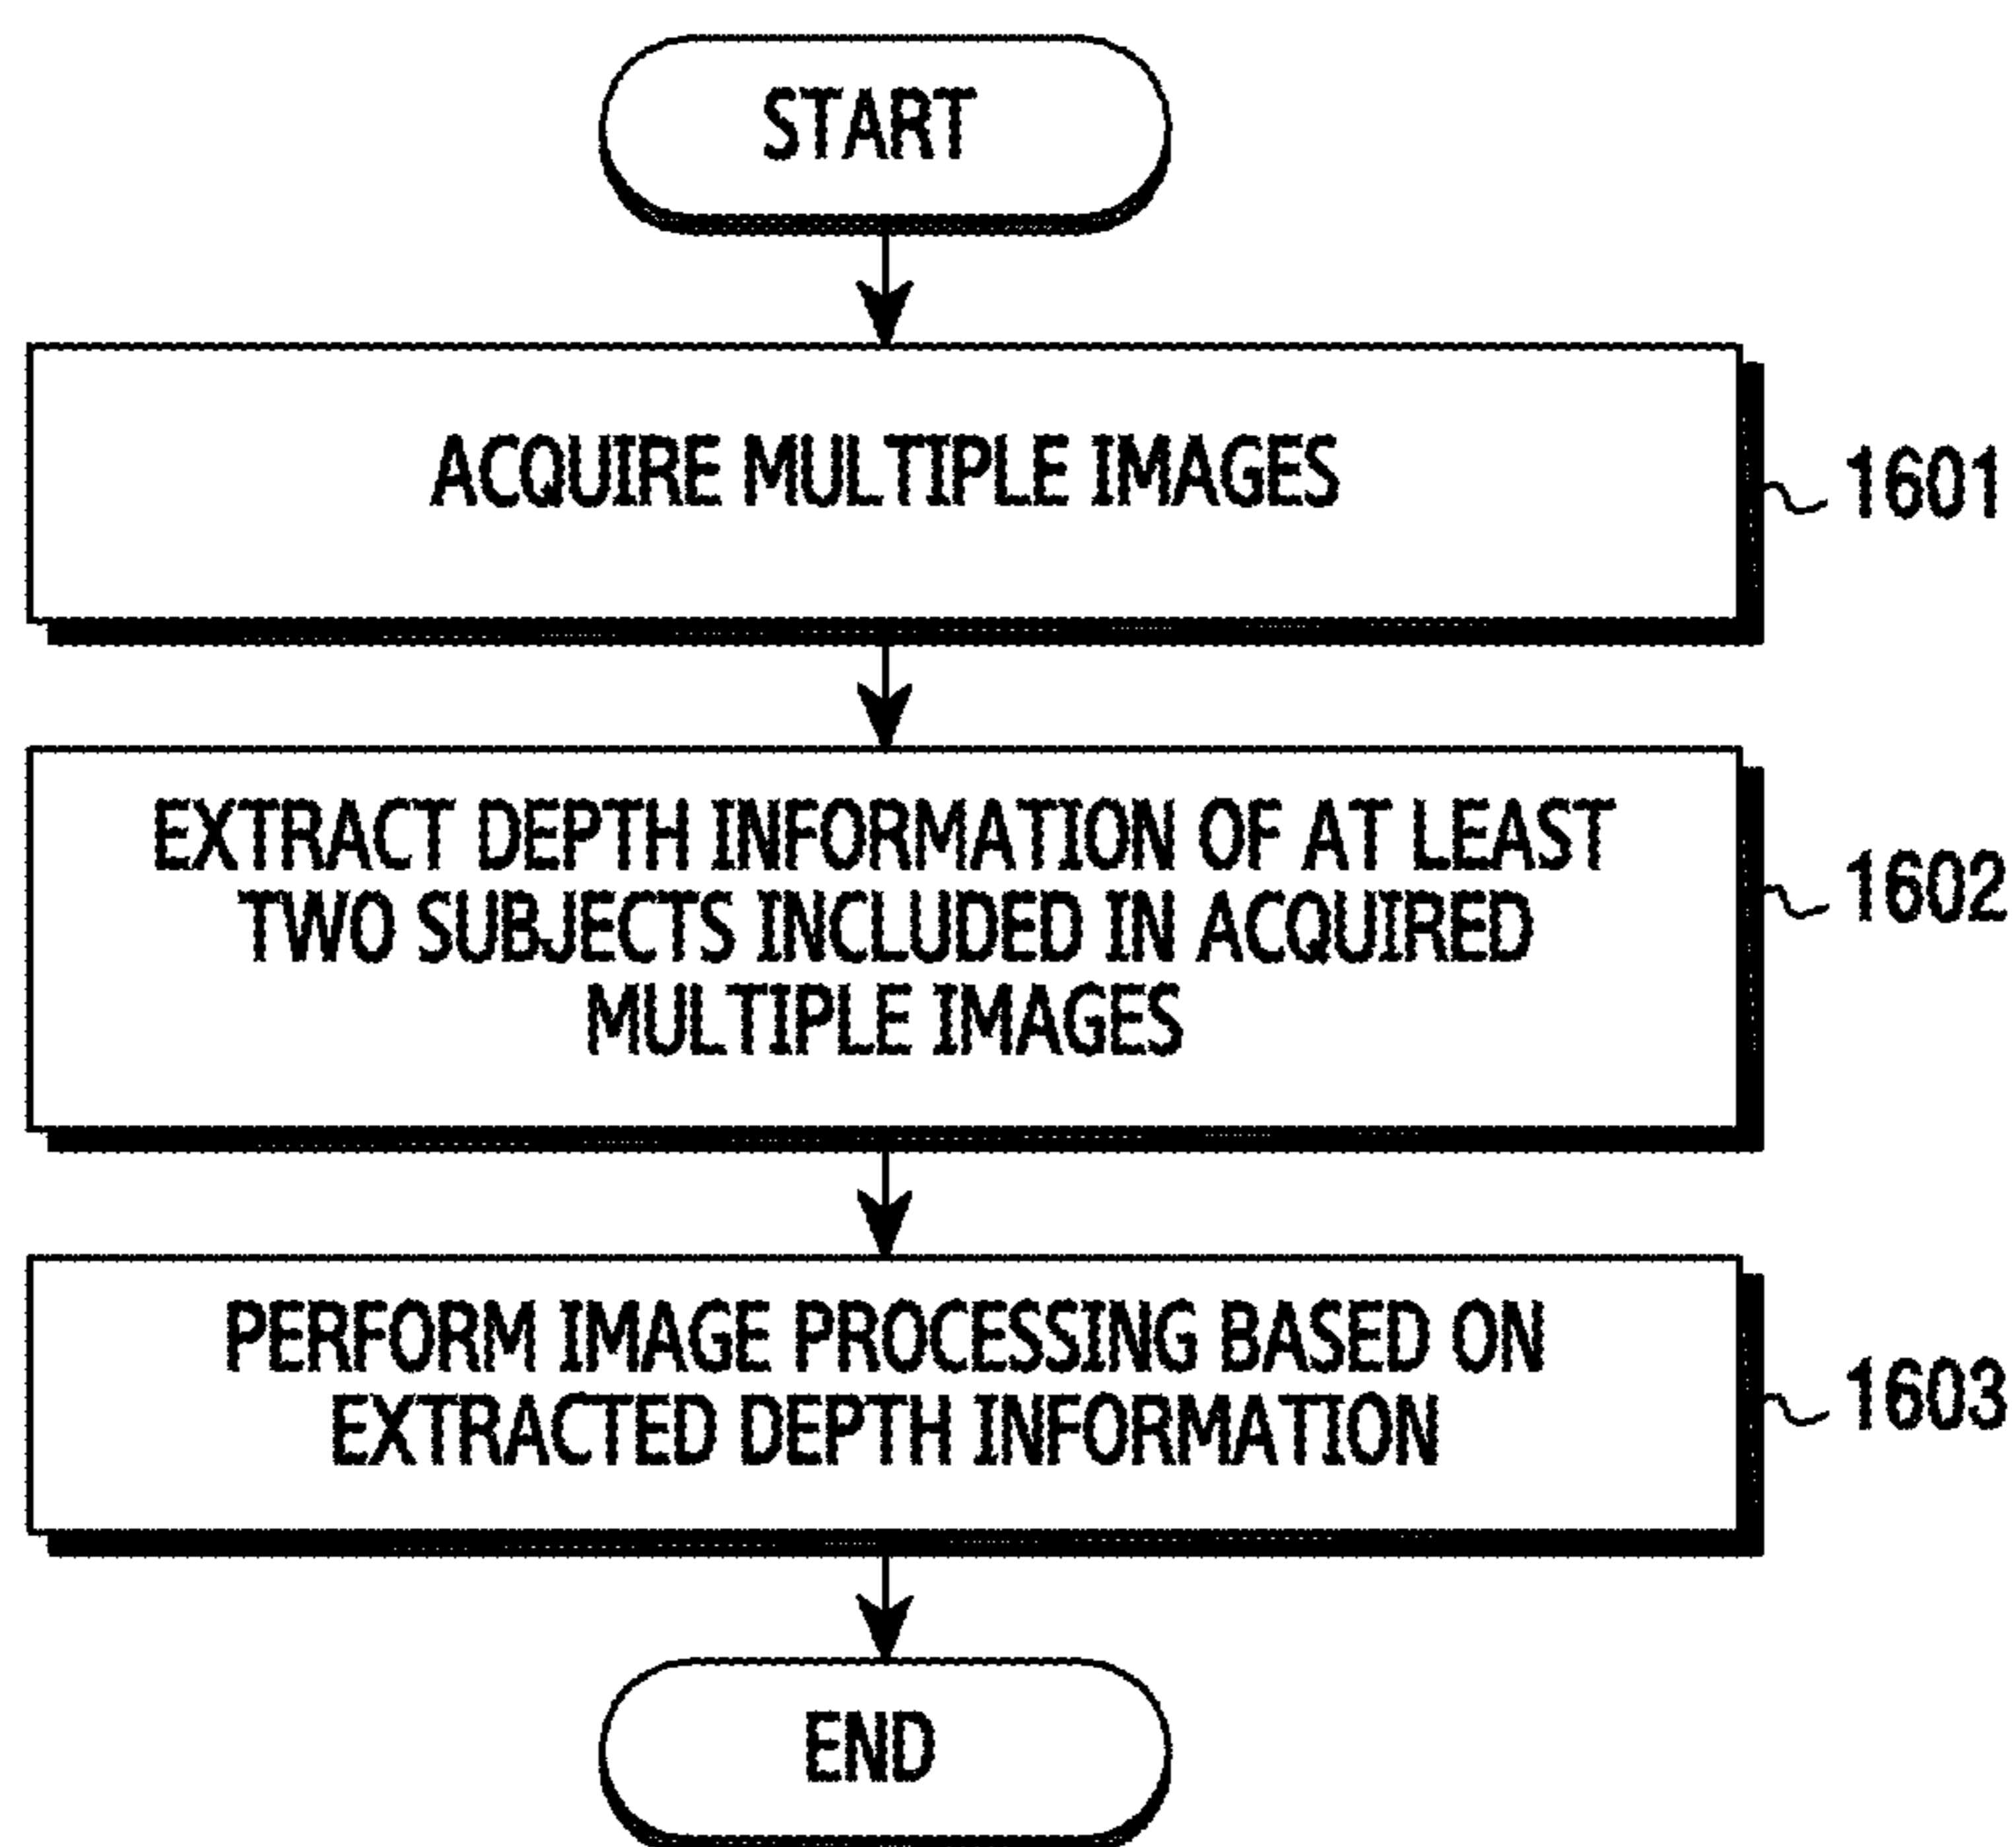 START
ACQUIRE MULTIPLE IMAGES
1601
EXTRACT DEPTH INFORMATION OF AT LEAST
TWO SUBJECTS INCLUDED IN ACQUIRED
MULTIPLE IMAGES
1602
PERFORM IMAGE PROCESSING BASED ON
EXTRACTED DEPTH INFORMATION
1603
END